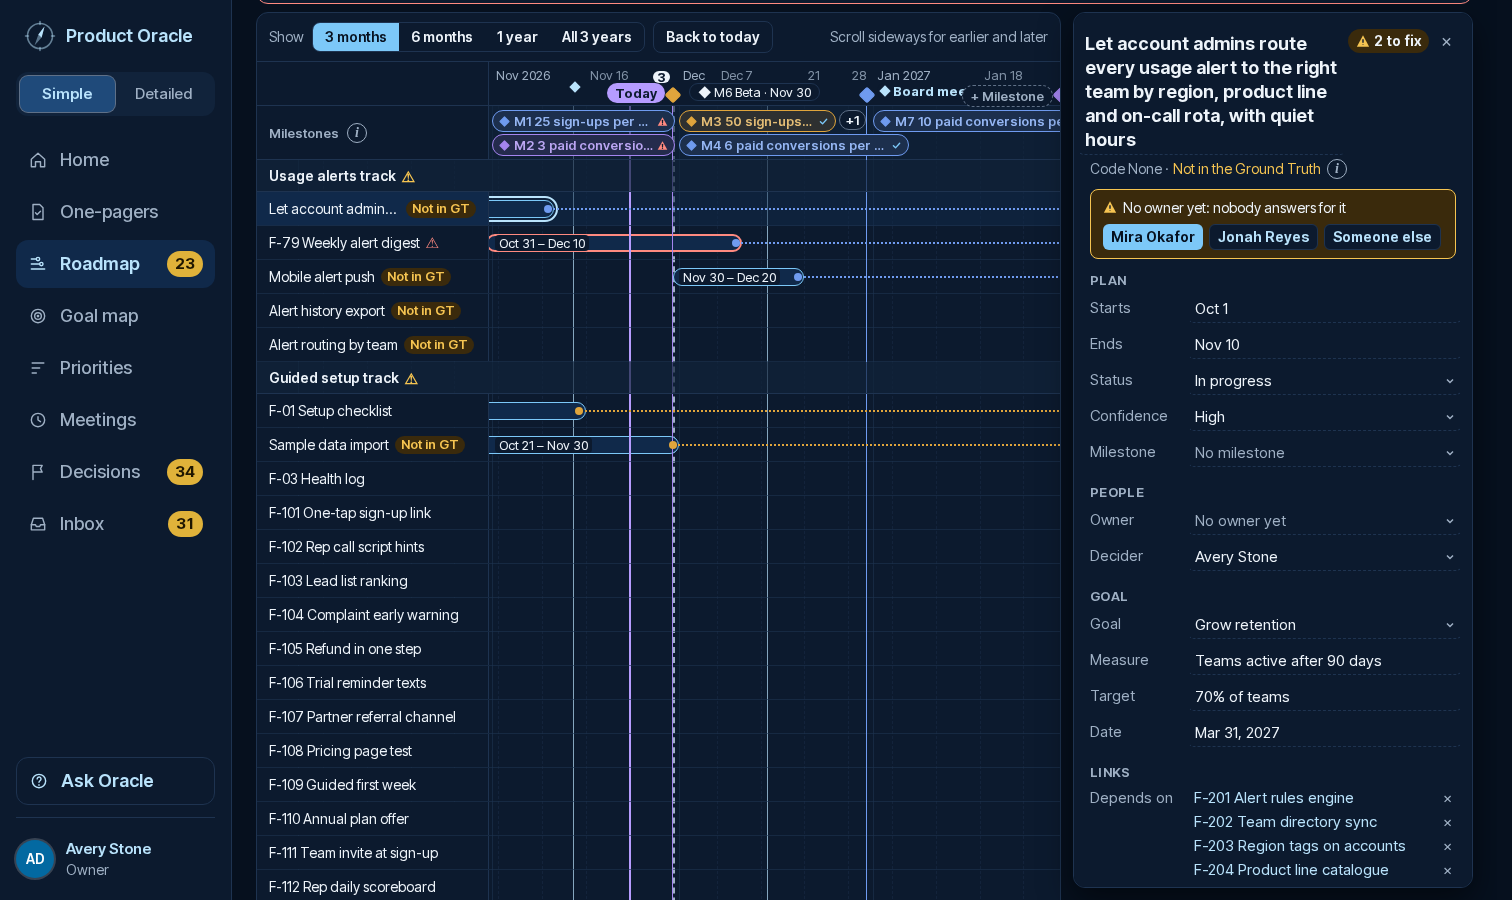 Product Oracle
Simple
Detailed
Home
One-pagers
Roadmap
23
Goal map
Priorities
Meetings
Decisions
34
Inbox
31
Ask Oracle
AD
Avery Stone
Owner
Show
3 months
6 months
1 year
All 3 years
Back to today
Scroll sideways for earlier and later
Nov 2026
Nov 16
3
Dec
Dec 7
21
28
Jan 2027
Jan 18
Today
M6 Beta · Nov 30
Board mee
+ Milestone
Milestones
i
M1 25 sign-ups per ...
M3 50 sign-ups...
+1
M7 10 paid conversions pe
M2 3 paid conversio...
M4 6 paid conversions per ...
Usage alerts track
Let account admin...
Not in GT
F-79 Weekly alert digest
Oct 31 – Dec 10
Mobile alert push
Not in GT
Nov 30 – Dec 20
Alert history export
Not in GT
Alert routing by team
Not in GT
Guided setup track
F-01 Setup checklist
Sample data import
Not in GT
Oct 21 – Nov 30
F-03 Health log
F-101 One-tap sign-up link
F-102 Rep call script hints
F-103 Lead list ranking
F-104 Complaint early warning
F-105 Refund in one step
F-106 Trial reminder texts
F-107 Partner referral channel
F-108 Pricing page test
F-109 Guided first week
F-110 Annual plan offer
F-111 Team invite at sign-up
F-112 Rep daily scoreboard
Let account admins route
every usage alert to the right
team by region, product line
and on-call rota, with quiet
hours
2 to fix
×
Code None · Not in the Ground Truth
i
No owner yet: nobody answers for it
Mira Okafor
Jonah Reyes
Someone else
PLAN
Starts
Oct 1
Ends
Nov 10
Status
In progress
Confidence
High
Milestone
No milestone
PEOPLE
Owner
No owner yet
Decider
Avery Stone
GOAL
Goal
Grow retention
Measure
Teams active after 90 days
Target
70% of teams
Date
Mar 31, 2027
LINKS
Depends on
F-201 Alert rules engine ×
F-202 Team directory sync ×
F-203 Region tags on accounts ×
F-204 Product line catalogue ×